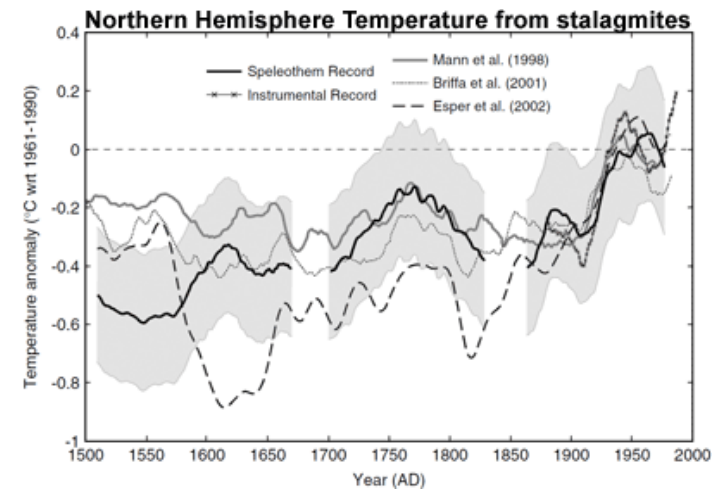 Northern Hemisphere Temperature from stalagmites
Speleothem Record
Instrumental Record
Mann et al. (1998)
Briffa et al. (2001)
Esper et al. (2002)
Temperature anomaly (°C wrt 1961-1990)
0.4
0.2
0
-0.2
-0.4
-0.6
-0.8
-1
1500 1550 1600 1650 1700 1750 1800 1850 1900 1950 2000
Year (AD)